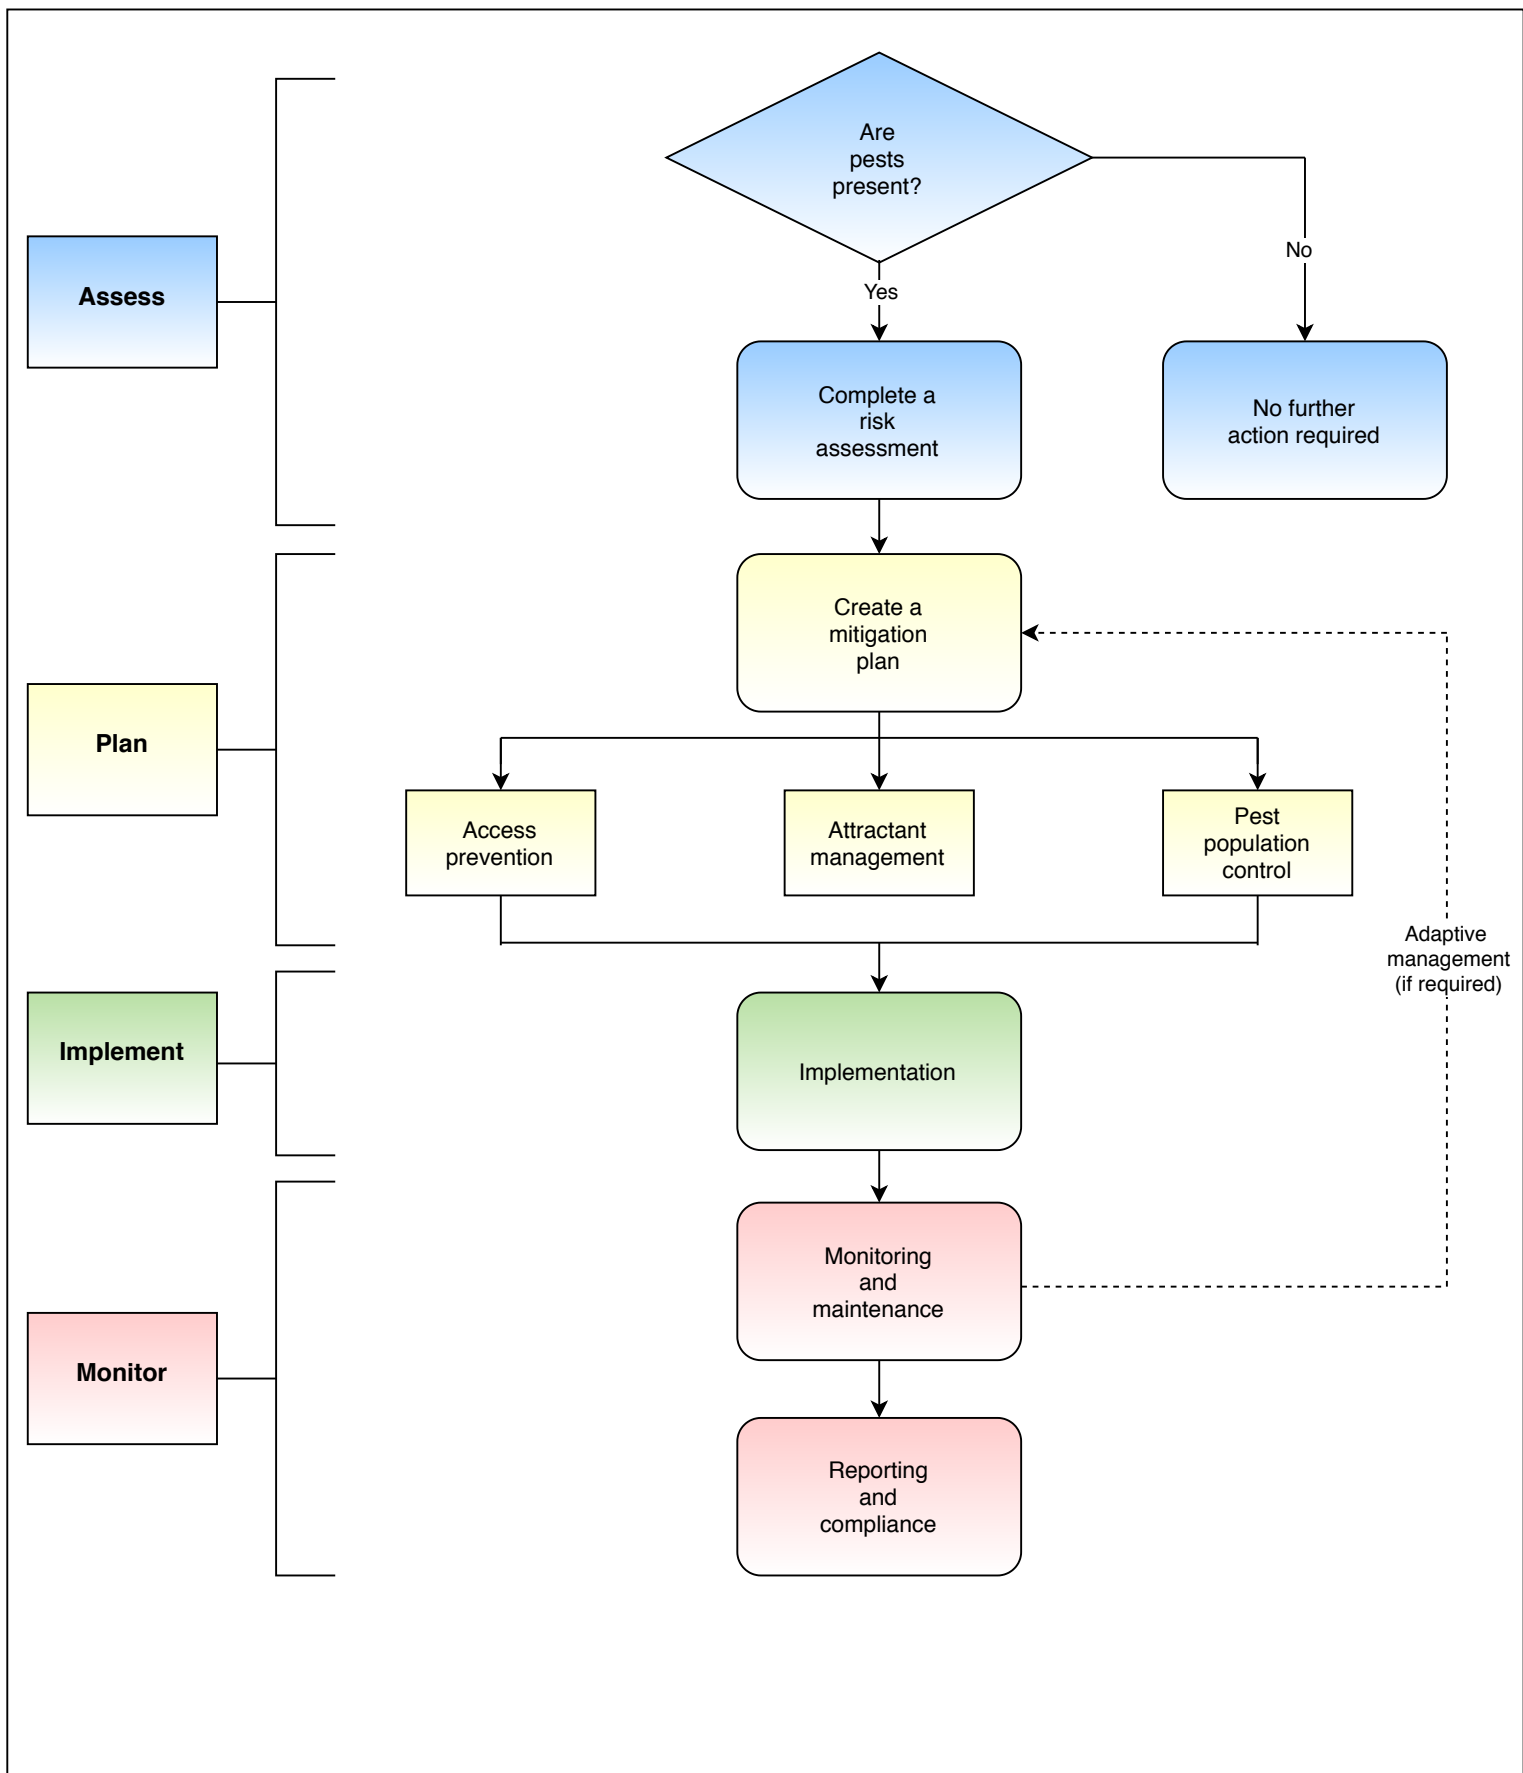 Are
pests
present?
No
Yes
Assess
Complete a
risk
assessment
No further
action required
Create a
mitigation
plan
Plan
Access
prevention
Attractant
management
Pest
population
control
Adaptive
management
(if required)
Implement
Implementation
Monitoring
and
maintenance
Monitor
Reporting
and
compliance